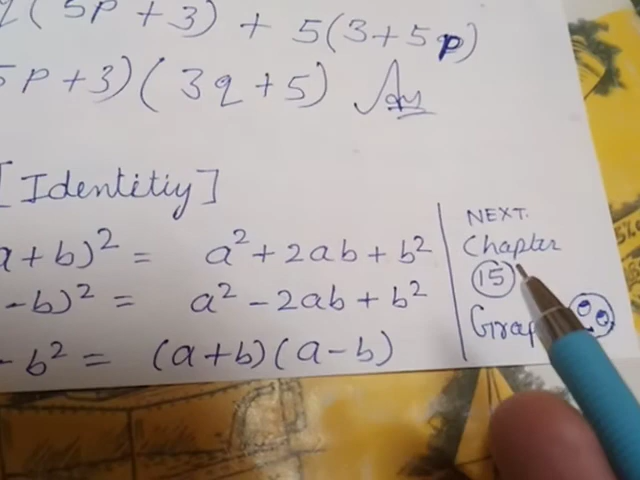 (5p+3) + 5(3+5p)
5p+3)(3q+5) Ans
[Identitiy]
a+b)² = a²+2ab+b²
-b)² = a²-2ab+b²
-b² = (a+b)(a-b)
NEXT.
Chapter
15
Grap